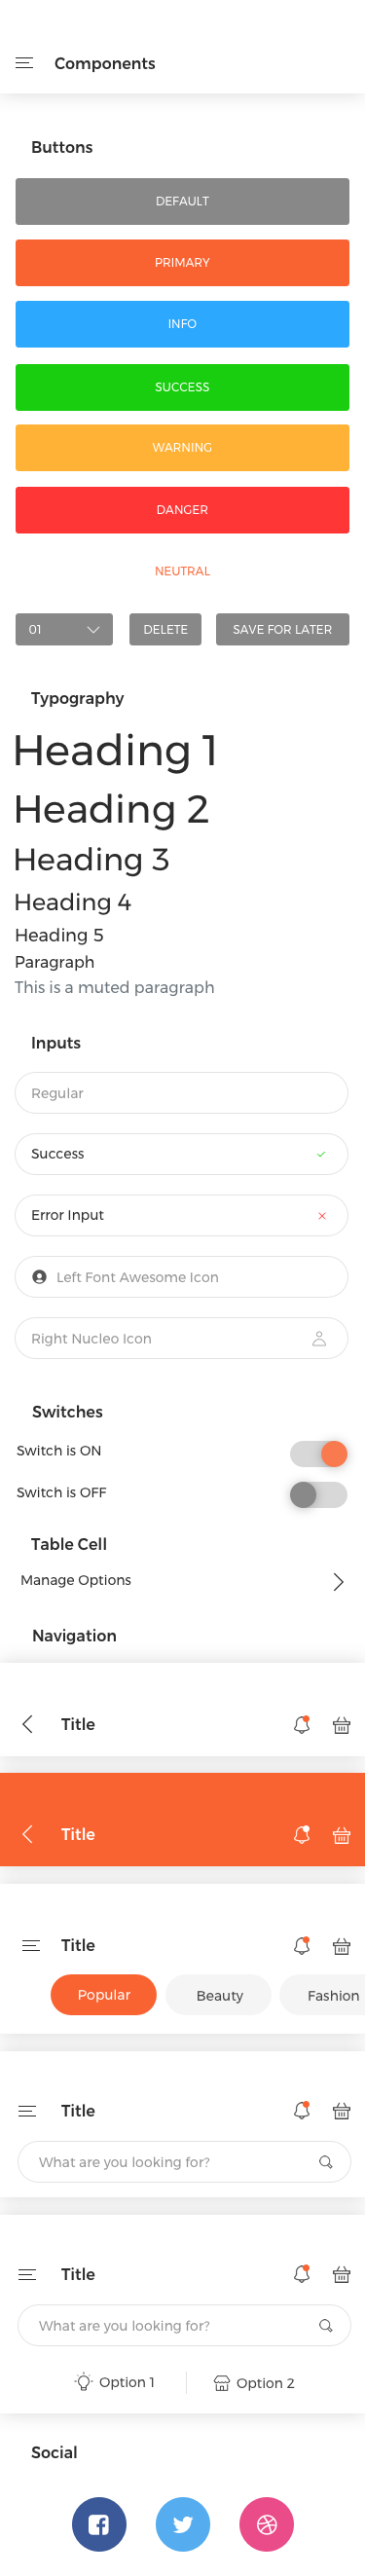 Components
Buttons
DEFAULT
PRIMARY
INFO
SUCCESS
WARNING
DANGER
NEUTRAL
01 DELETE SAVE FOR LATER
Typography
Heading 1
Heading 2
Heading 3
Heading 4
Heading 5
Paragraph
This is a muted paragraph
Inputs
Regular
Success
Error Input
Left Font Awesome Icon
Right Nucleo Icon
Switches
Switch is ON
Switch is OFF
Table Cell
Manage Options
Navigation
Title
Title
Title
Popular Beauty Fashion
Title
What are you looking for?
Title
What are you looking for?
Option 1 Option 2
Social